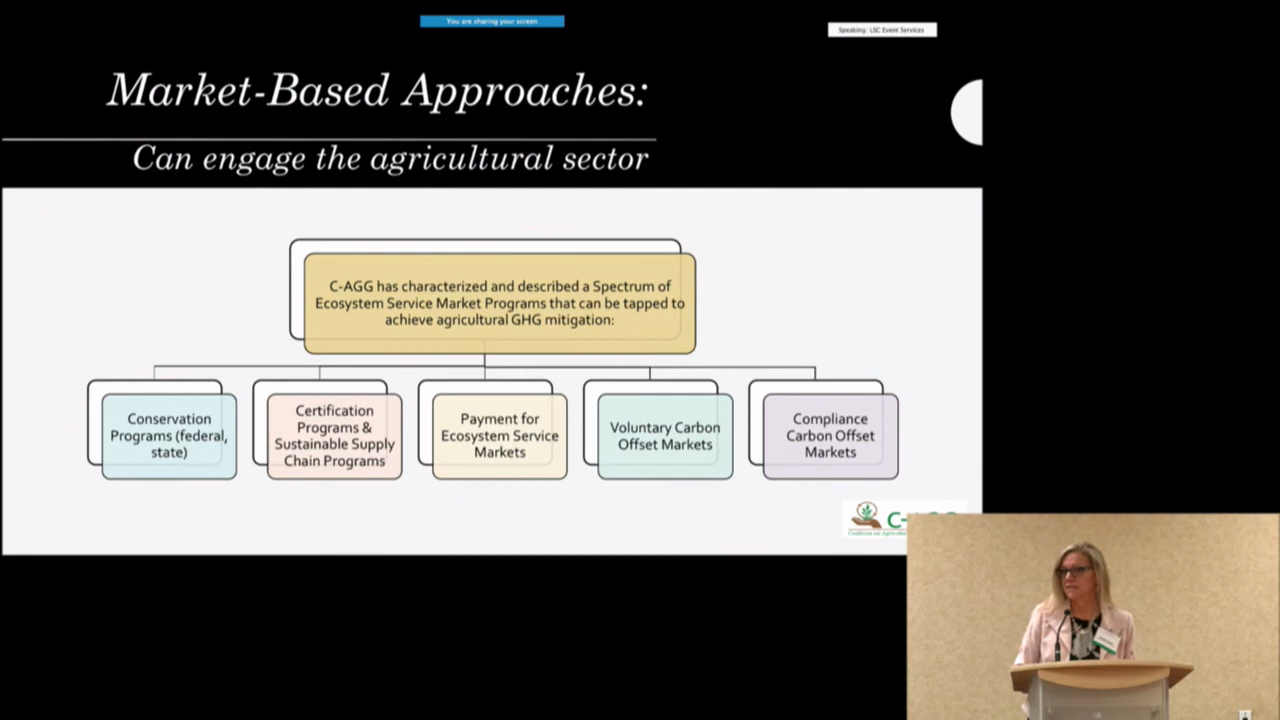 You are sharing your screen
Speaking: LSC Event Services
Market-Based Approaches:
Can engage the agricultural sector
C-AGG has characterized and described a Spectrum of
Ecosystem Service Market Programs that can be tapped to
achieve agricultural GHG mitigation:
Conservation
Programs (federal,
state)
Certification
Programs &
Sustainable Supply
Chain Programs
Payment for
Ecosystem Service
Markets
Voluntary Carbon
Offset Markets
Compliance
Carbon Offset
Markets
Coalition on